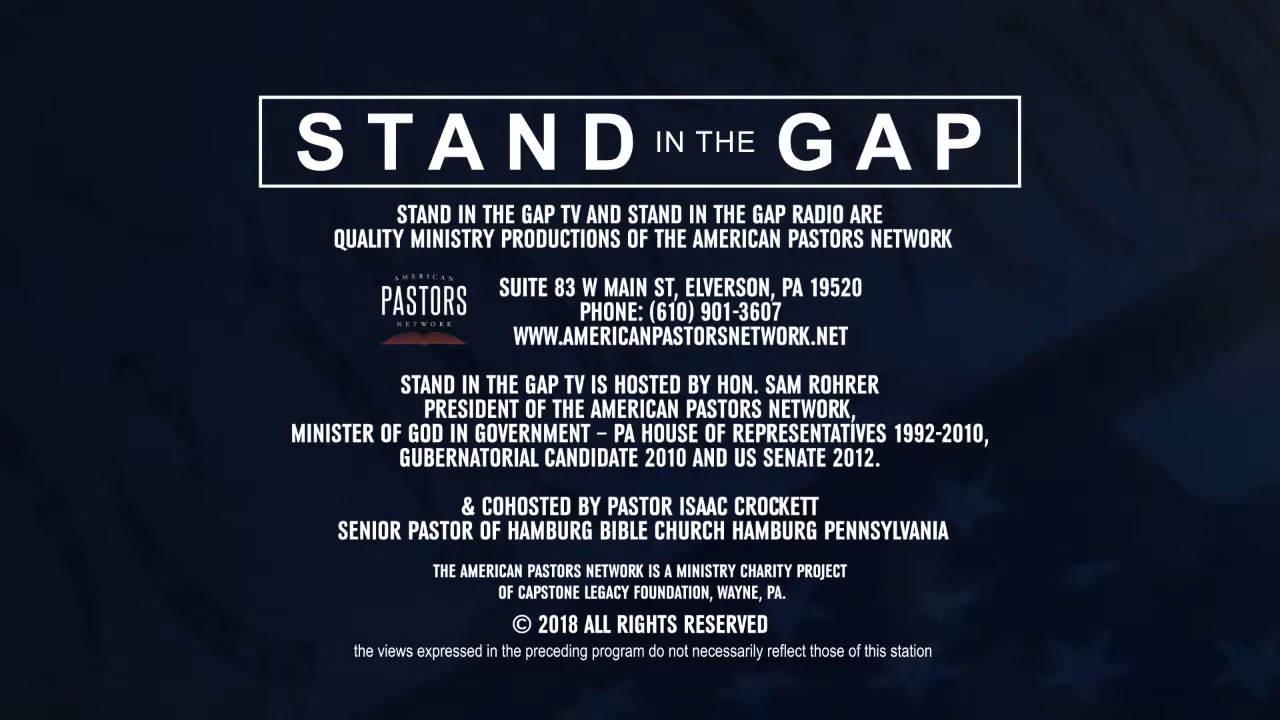 STAND IN THE GAP
STAND IN THE GAP TV AND STAND IN THE GAP RADIO ARE
QUALITY MINISTRY PRODUCTIONS OF THE AMERICAN PASTORS NETWORK
AMERICAN
PASTORS
NETWORK
SUITE 83 W MAIN ST, ELVERSON, PA 19520
PHONE: (610) 901-3607
WWW.AMERICANPASTORSNETWORK.NET
STAND IN THE GAP TV IS HOSTED BY HON. SAM ROHRER
PRESIDENT OF THE AMERICAN PASTORS NETWORK,
MINISTER OF GOD IN GOVERNMENT – PA HOUSE OF REPRESENTATIVES 1992-2010,
GUBERNATORIAL CANDIDATE 2010 AND US SENATE 2012.
& COHOSTED BY PASTOR ISAAC CROCKETT
SENIOR PASTOR OF HAMBURG BIBLE CHURCH HAMBURG PENNSYLVANIA
THE AMERICAN PASTORS NETWORK IS A MINISTRY CHARITY PROJECT
OF CAPSTONE LEGACY FOUNDATION, WAYNE, PA.
© 2018 ALL RIGHTS RESERVED
the views expressed in the preceding program do not necessarily reflect those of this station